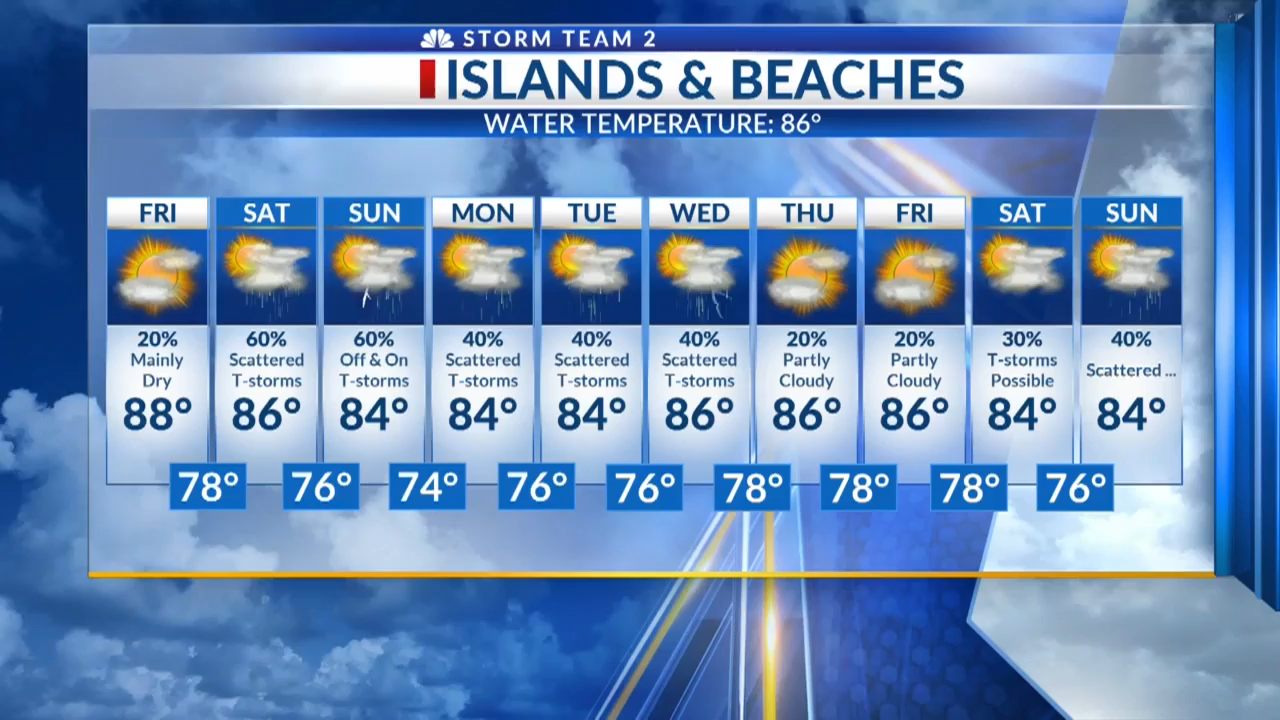 STORM TEAM 2
ISLANDS & BEACHES
WATER TEMPERATURE: 86°
FRI SAT SUN MON TUE WED THU FRI SAT SUN
20% 60% 60% 40% 40% 40% 20% 20% 30% 40%
Mainly Scattered Off & On Scattered Scattered Scattered Partly Partly T-storms Scattered ...
Dry T-storms T-storms T-storms T-storms T-storms Cloudy Cloudy Possible
88° 86° 84° 84° 84° 86° 86° 86° 84° 84°
78° 76° 74° 76° 76° 78° 78° 78° 76°